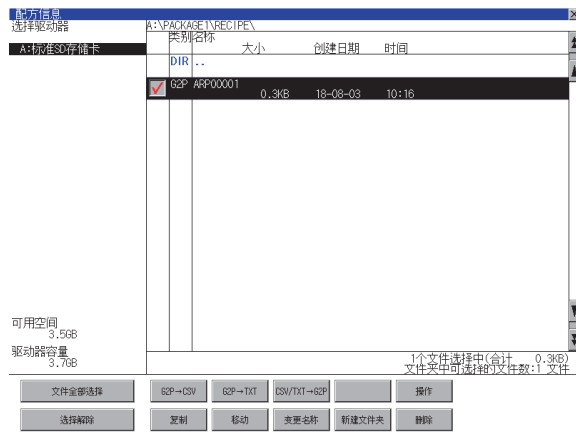 配方信息
选择驱动器
A:\PACKAGE1\RECIPE\
类别名称
大小 创建日期 时间
A:标准SD存储卡
DIR ..
G2P ARP00001
0.3KB 18-08-03 10:16
可用空间
3.5GB
驱动器容量
3.7GB
1个文件选择中(合计 0.3KB)
文件夹中可选择的文件数:1 文件
文件全部选择 G2P→CSV G2P→TXT CSV/TXT→G2P 操作
选择解除 复制 移动 变更名称 新建文件夹 删除